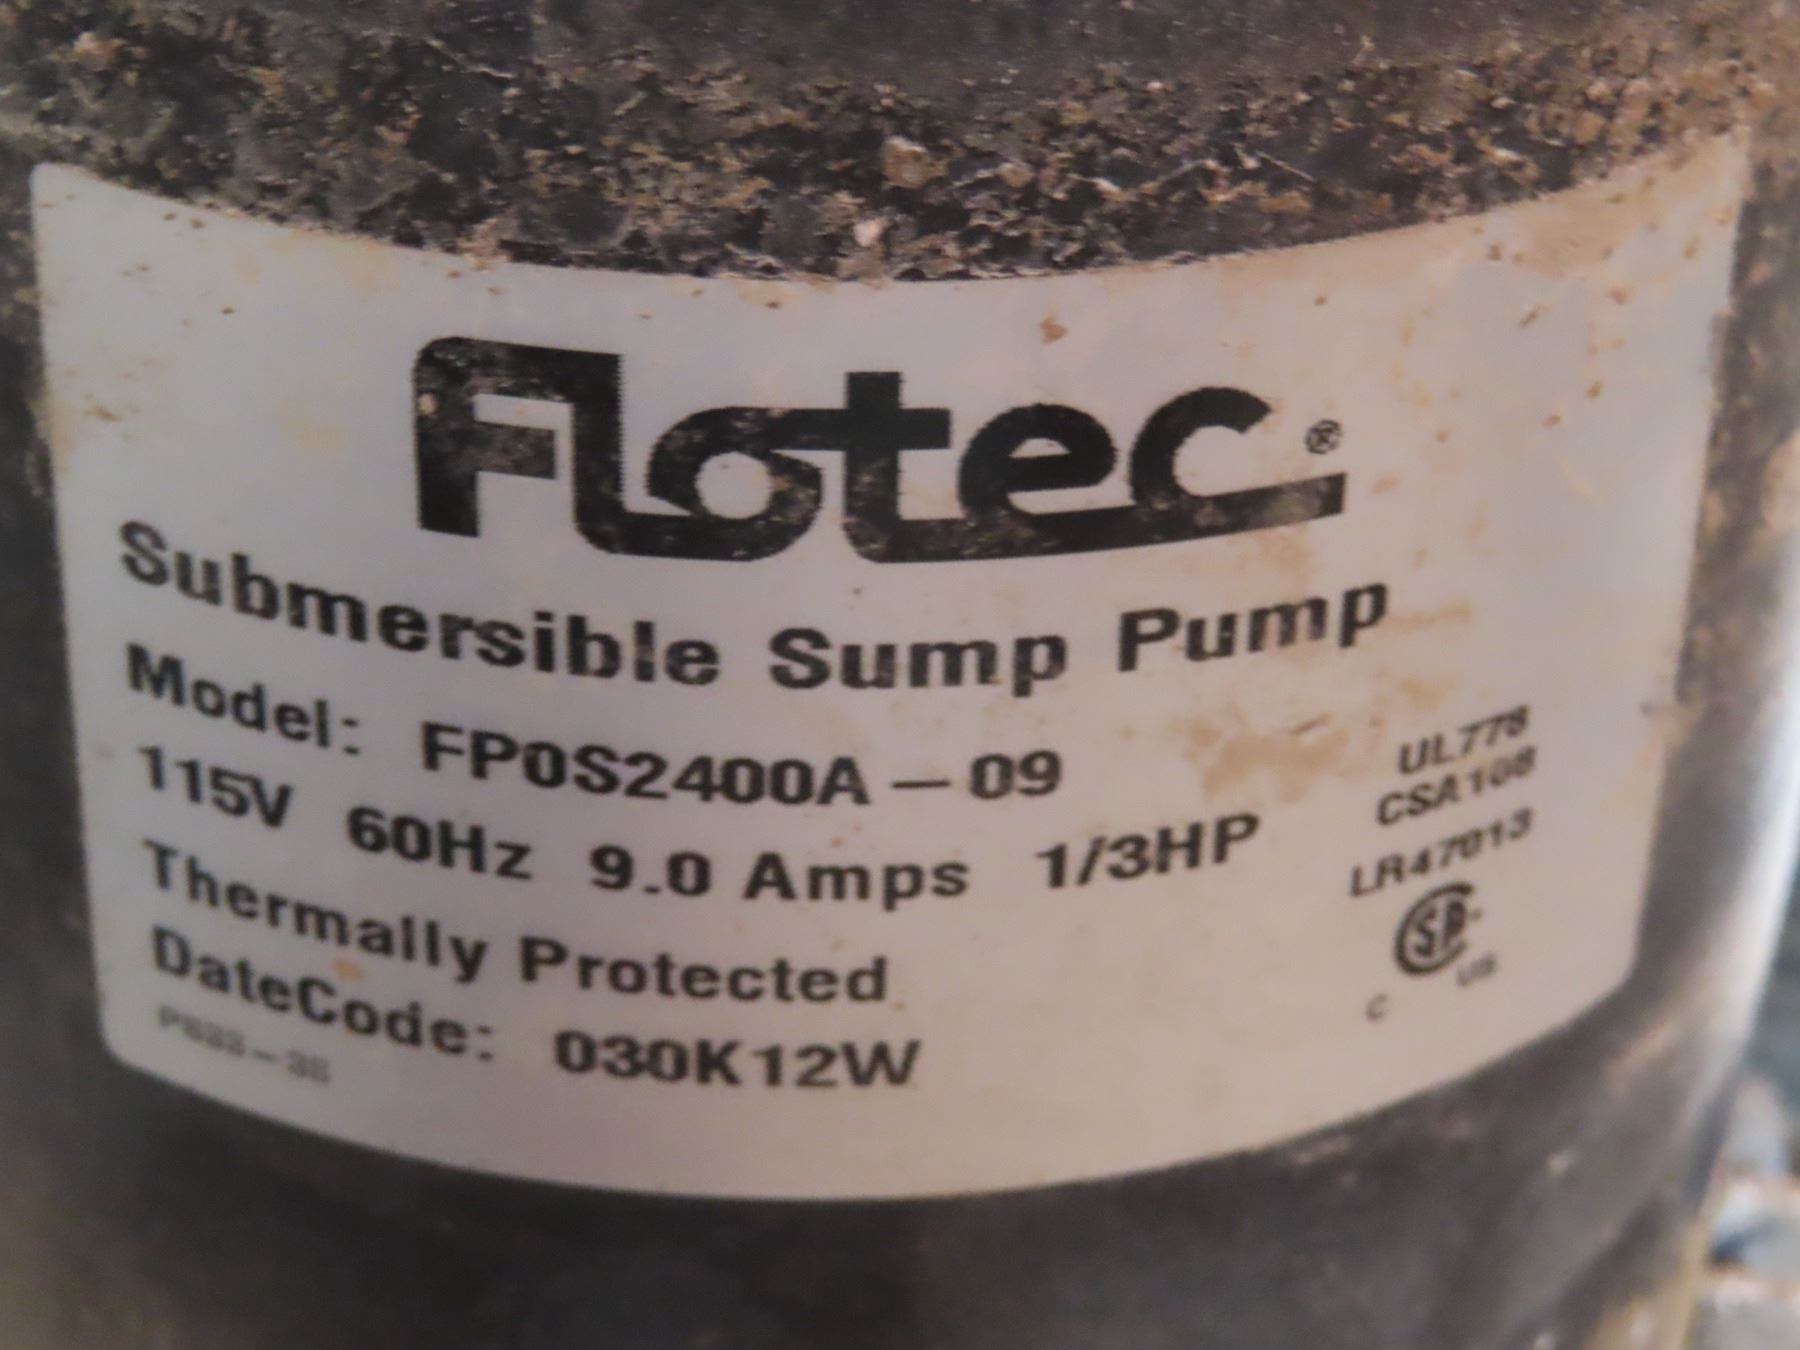 Flotec®
Submersible Sump Pump
Model: FP0S2400A-09
115V 60Hz 9.0 Amps 1/3HP
Thermally Protected
DateCode: 030K12W
UL778
CSA108
LR47013
C US